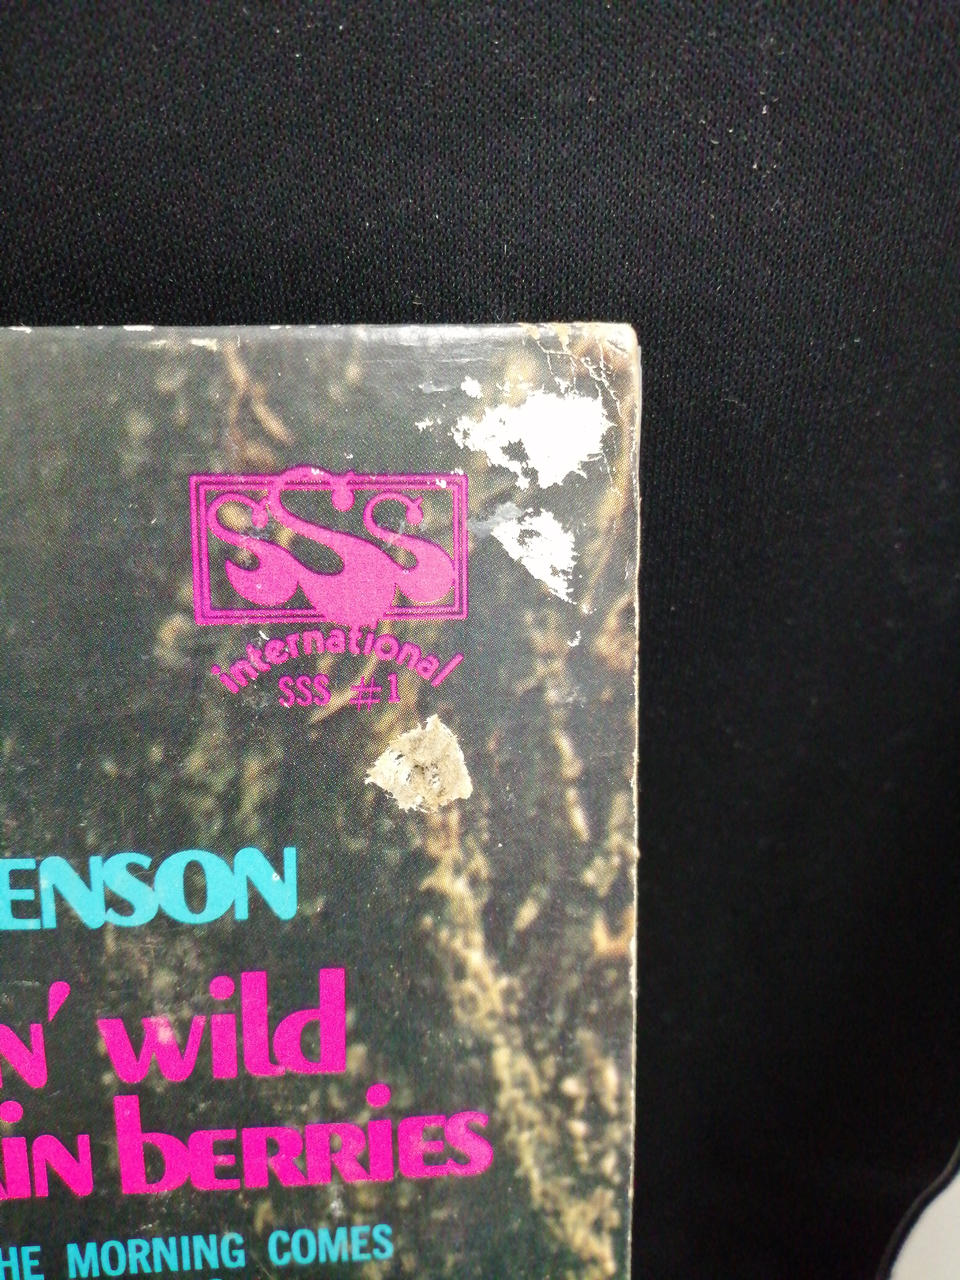 SSS
international
SSS #1
ENSON
N' wild
IN BERRIES
HE MORNING COMES